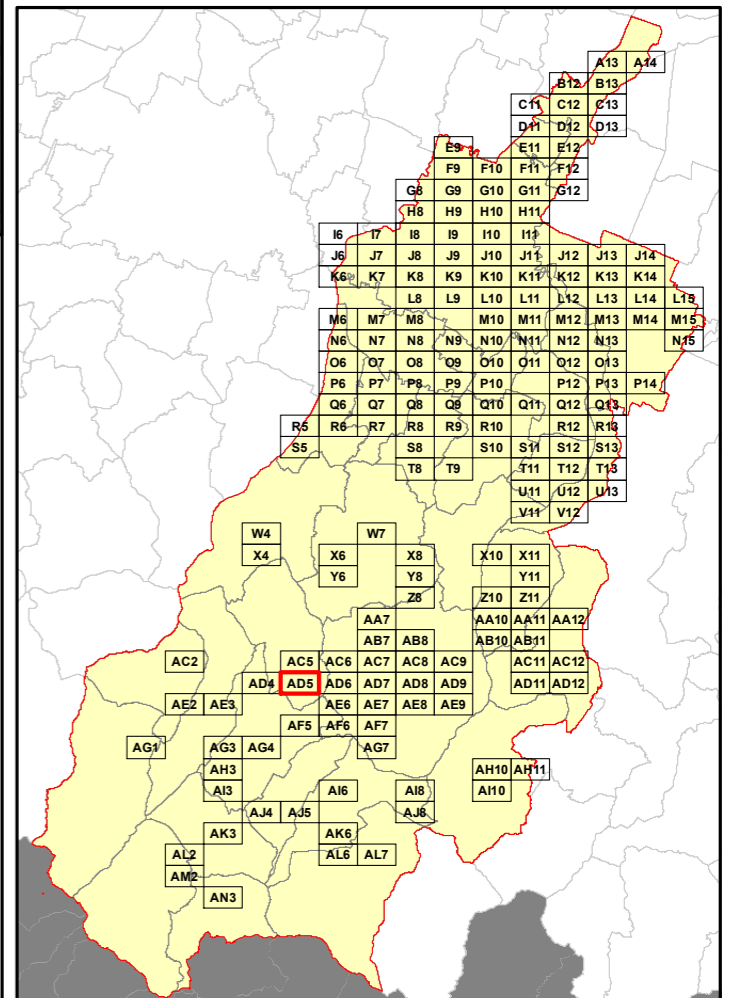 A13 A14
B12 B13
C11 C12 C13
D11 D12 D13
E9 E11 E12
F9 F10 F11 F12
G8 G9 G10 G11 G12
H8 H9 H10 H11
I6 I7 I8 I9 I10 I11
J6 J7 J8 J9 J10 J11 J12 J13 J14
K6 K7 K8 K9 K10 K11 K12 K13 K14
L8 L9 L10 L11 L12 L13 L14 L15
M6 M7 M8 M10 M11 M12 M13 M14 M15
N6 N7 N8 N9 N10 N11 N12 N13 N15
O6 O7 O8 O9 O10 O11 O12 O13
P6 P7 P8 P9 P10 P12 P13 P14
Q6 Q7 Q8 Q9 Q10 Q11 Q12 Q13
R5 R6 R7 R8 R9 R10 R12 R13
S5 S8 S10 S11 S12 S13
T8 T9 T11 T12 T13
U11 U12 U13
V11 V12
W4 W7
X4 X6 X8 X10 X11
Y6 Y8 Y11
Z8 Z10 Z11
AA7 AA10 AA11 AA12
AB7 AB8 AB10 AB11
AC2 AC5 AC6 AC7 AC8 AC9 AC11 AC12
AD4 AD5 AD6 AD7 AD8 AD9 AD11 AD12
AE2 AE3 AE6 AE7 AE8 AE9
AF5 AF6 AF7
AG1 AG3 AG4 AG7
AH3 AH10 AH11
AI3 AI6 AI8 AI10
AJ4 AJ5 AJ8
AK3 AK6
AL2 AL6 AL7
AM2
AN3